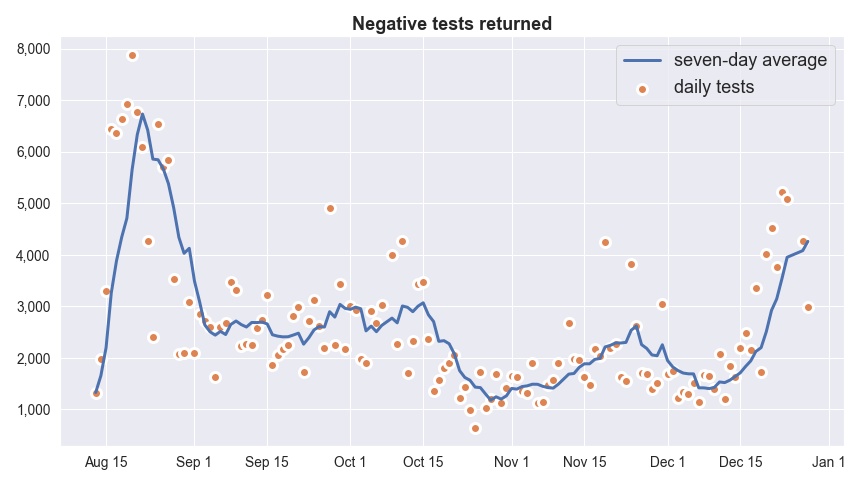 Negative tests returned
seven-day average
daily tests
8,000
7,000
6,000
5,000
4,000
3,000
2,000
1,000
Aug 15 Sep 1 Sep 15 Oct 1 Oct 15 Nov 1 Nov 15 Dec 1 Dec 15 Jan 1